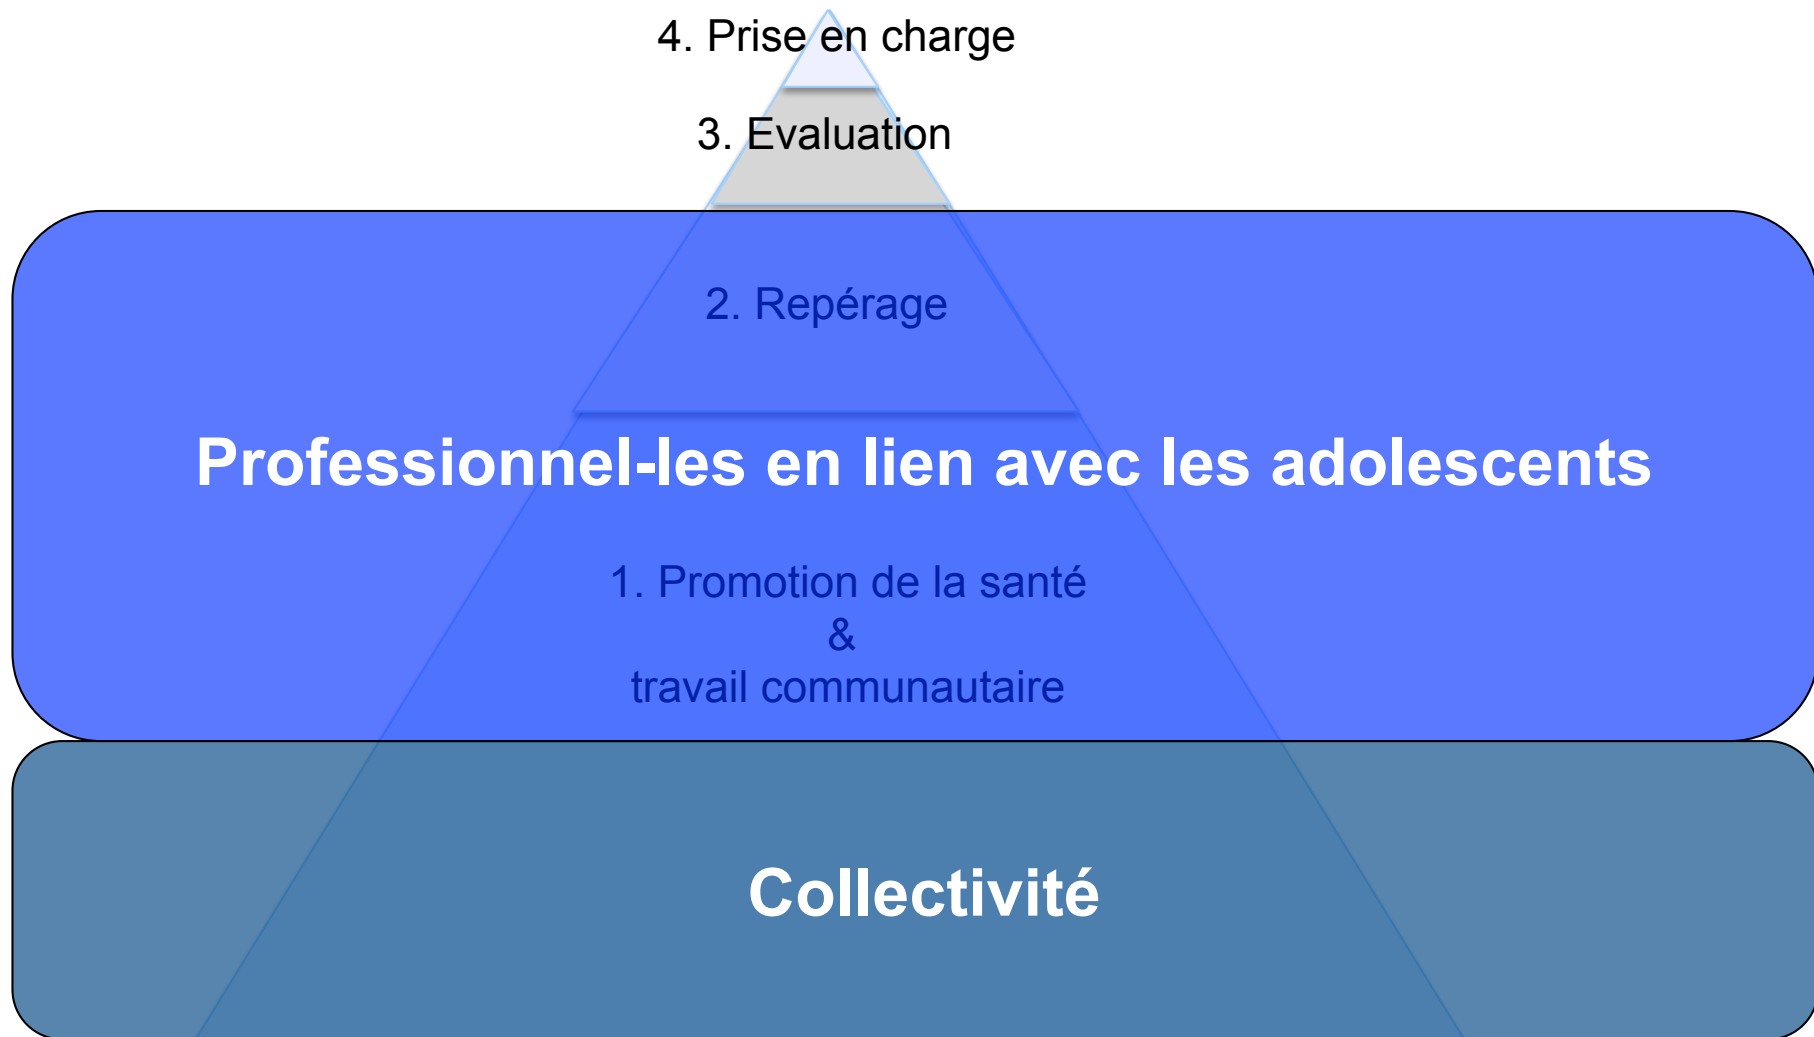 4. Prise en charge
3. Evaluation
2. Repérage
Professionnel-les en lien avec les adolescents
1. Promotion de la santé
&
travail communautaire
Collectivité